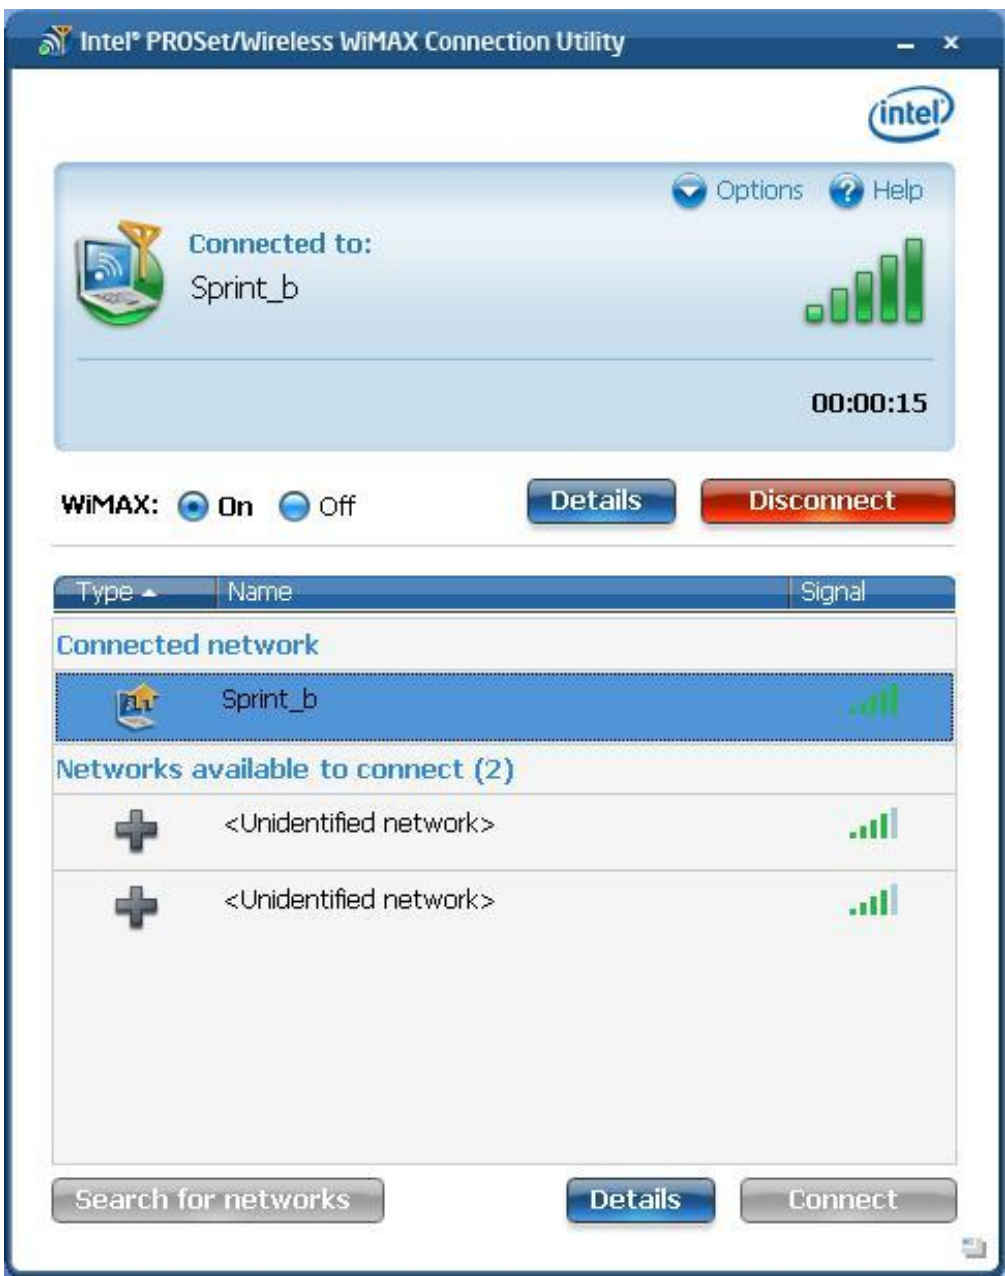 Intel® PROSet/Wireless WiMAX Connection Utility
intel
Options Help
Connected to:
Sprint_b
00:00:15
WiMAX: On Off Details Disconnect
Type Name Signal
Connected network
Sprint_b
Networks available to connect (2)
<Unidentified network>
<Unidentified network>
Search for networks Details Connect